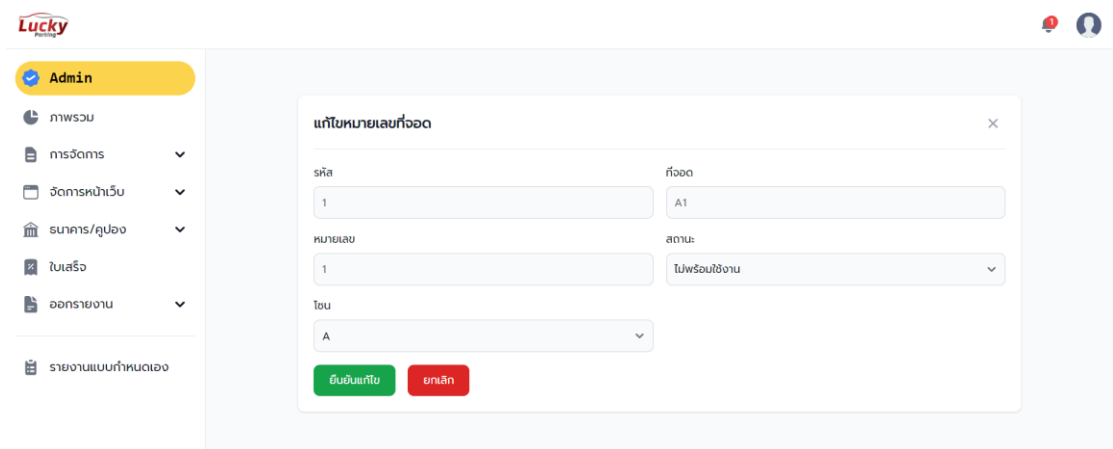 Lucky
Parking
1
Admin
ภาพรวม
การจัดการ
จัดการหน้าเว็บ
ธนาคาร/คูปอง
ใบเสร็จ
ออกรายงาน
รายงานแบบกำหนดเอง
แก้ไขหมายเลขที่จอด
รหัส
ที่จอด
1
A1
หมายเลข
สถานะ
1
ไม่พร้อมใช้งาน
โซน
A
ยืนยันแก้ไข
ยกเลิก